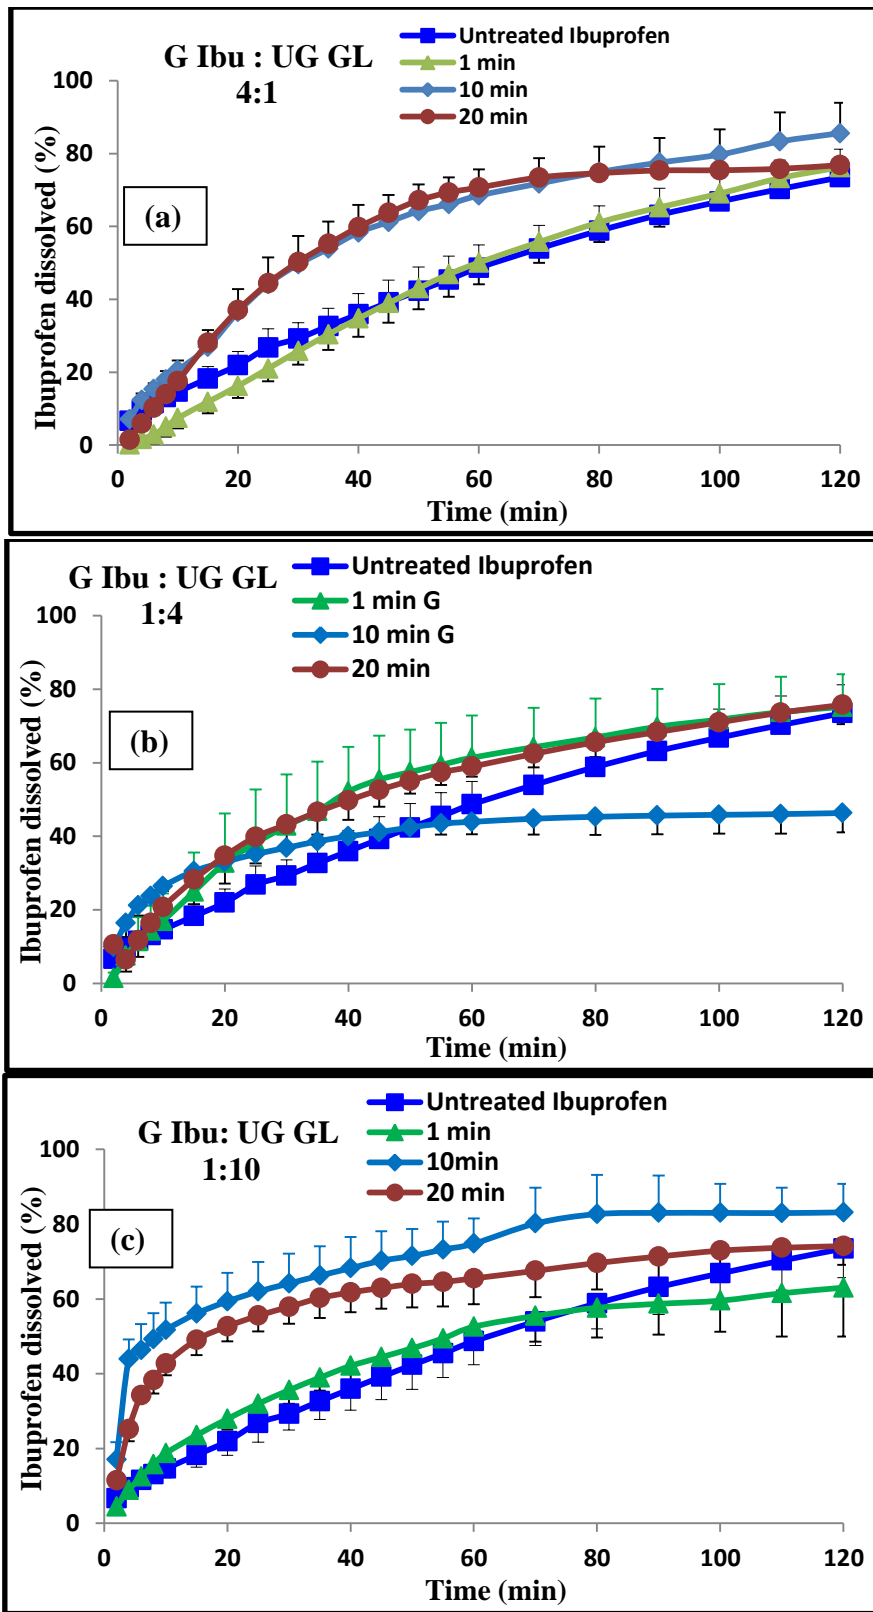 G Ibu : UG GL
4:1
Untreated Ibuprofen
1 min
10 min
20 min
(a)
Ibuprofen dissolved (%)
100
80
60
40
20
0
0 20 40 60 80 100 120
Time (min)
G Ibu : UG GL
1:4
Untreated Ibuprofen
1 min G
10 min G
20 min
(b)
Ibuprofen dissolved (%)
100
80
60
40
20
0
0 20 40 60 80 100 120
Time (min)
G Ibu: UG GL
1:10
Untreated Ibuprofen
1 min
10min
20 min
(c)
Ibuprofen dissolved (%)
100
80
60
40
20
0
0 20 40 60 80 100 120
Time (min)